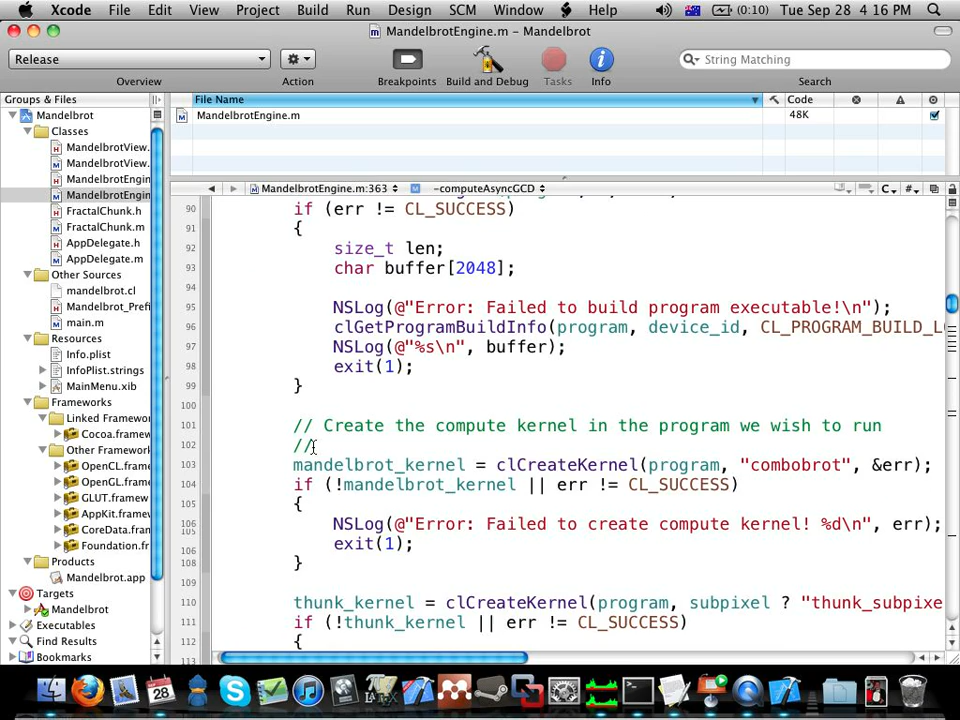 Xcode File Edit View Project Build Run Design SCM Window Help (0:10) Tue Sep 28 4:16 PM
MandelbrotEngine.m – Mandelbrot
Release
String Matching
Overview Action Breakpoints Build and Debug Tasks Info Search
Groups & Files
File Name Code
Mandelbrot
MandelbrotEngine.m 48K
Classes
MandelbrotView.
MandelbrotView.
MandelbrotEngin
MandelbrotEngin
FractalChunk.h
FractalChunk.m
AppDelegate.h
AppDelegate.m
Other Sources
mandelbrot.cl
Mandelbrot_Prefi
main.m
Resources
Info.plist
InfoPlist.strings
MainMenu.xib
Frameworks
Linked Framewor
Cocoa.framew
Other Framework
OpenCL.frame
OpenGL.frame
GLUT.framew
AppKit.framew
CoreData.fran
Foundation.fr
Products
Mandelbrot.app
Targets
Mandelbrot
Executables
Find Results
Bookmarks
MandelbrotEngine.m:363 -computeAsyncGCD C #
90 if (err != CL_SUCCESS)
91 {
92 size_t len;
93 char buffer[2048];
94
95 NSLog(@"Error: Failed to build program executable!\n");
96 clGetProgramBuildInfo(program, device_id, CL_PROGRAM_BUILD_L
97 NSLog(@"%s\n", buffer);
98 exit(1);
99 }
100
101 // Create the compute kernel in the program we wish to run
102 //
103 mandelbrot_kernel = clCreateKernel(program, "combobrot", &err);
104 if (!mandelbrot_kernel || err != CL_SUCCESS)
105 {
106 NSLog(@"Error: Failed to create compute kernel! %d\n", err);
105
106 exit(1);
108 }
109
110 thunk_kernel = clCreateKernel(program, subpixel ? "thunk_subpixe
111 if (!thunk_kernel || err != CL_SUCCESS)
112 {
113
28